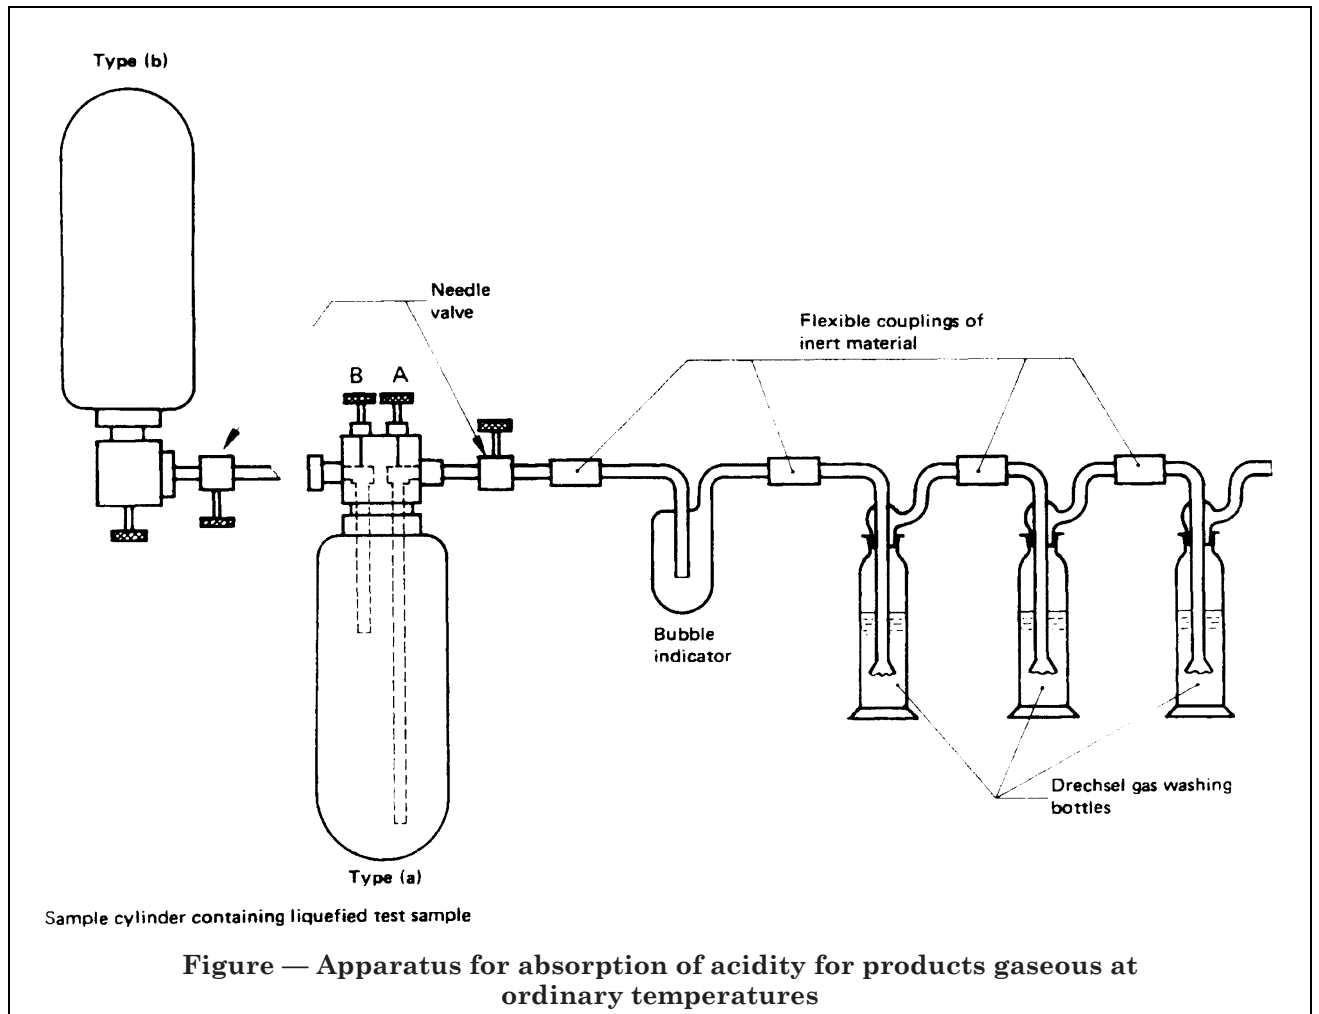 Type (b)
Needle
valve
Flexible couplings of
inert material
B A
Bubble
indicator
Drechsel gas washing
bottles
Type (a)
Sample cylinder containing liquefied test sample
Figure — Apparatus for absorption of acidity for products gaseous at
ordinary temperatures